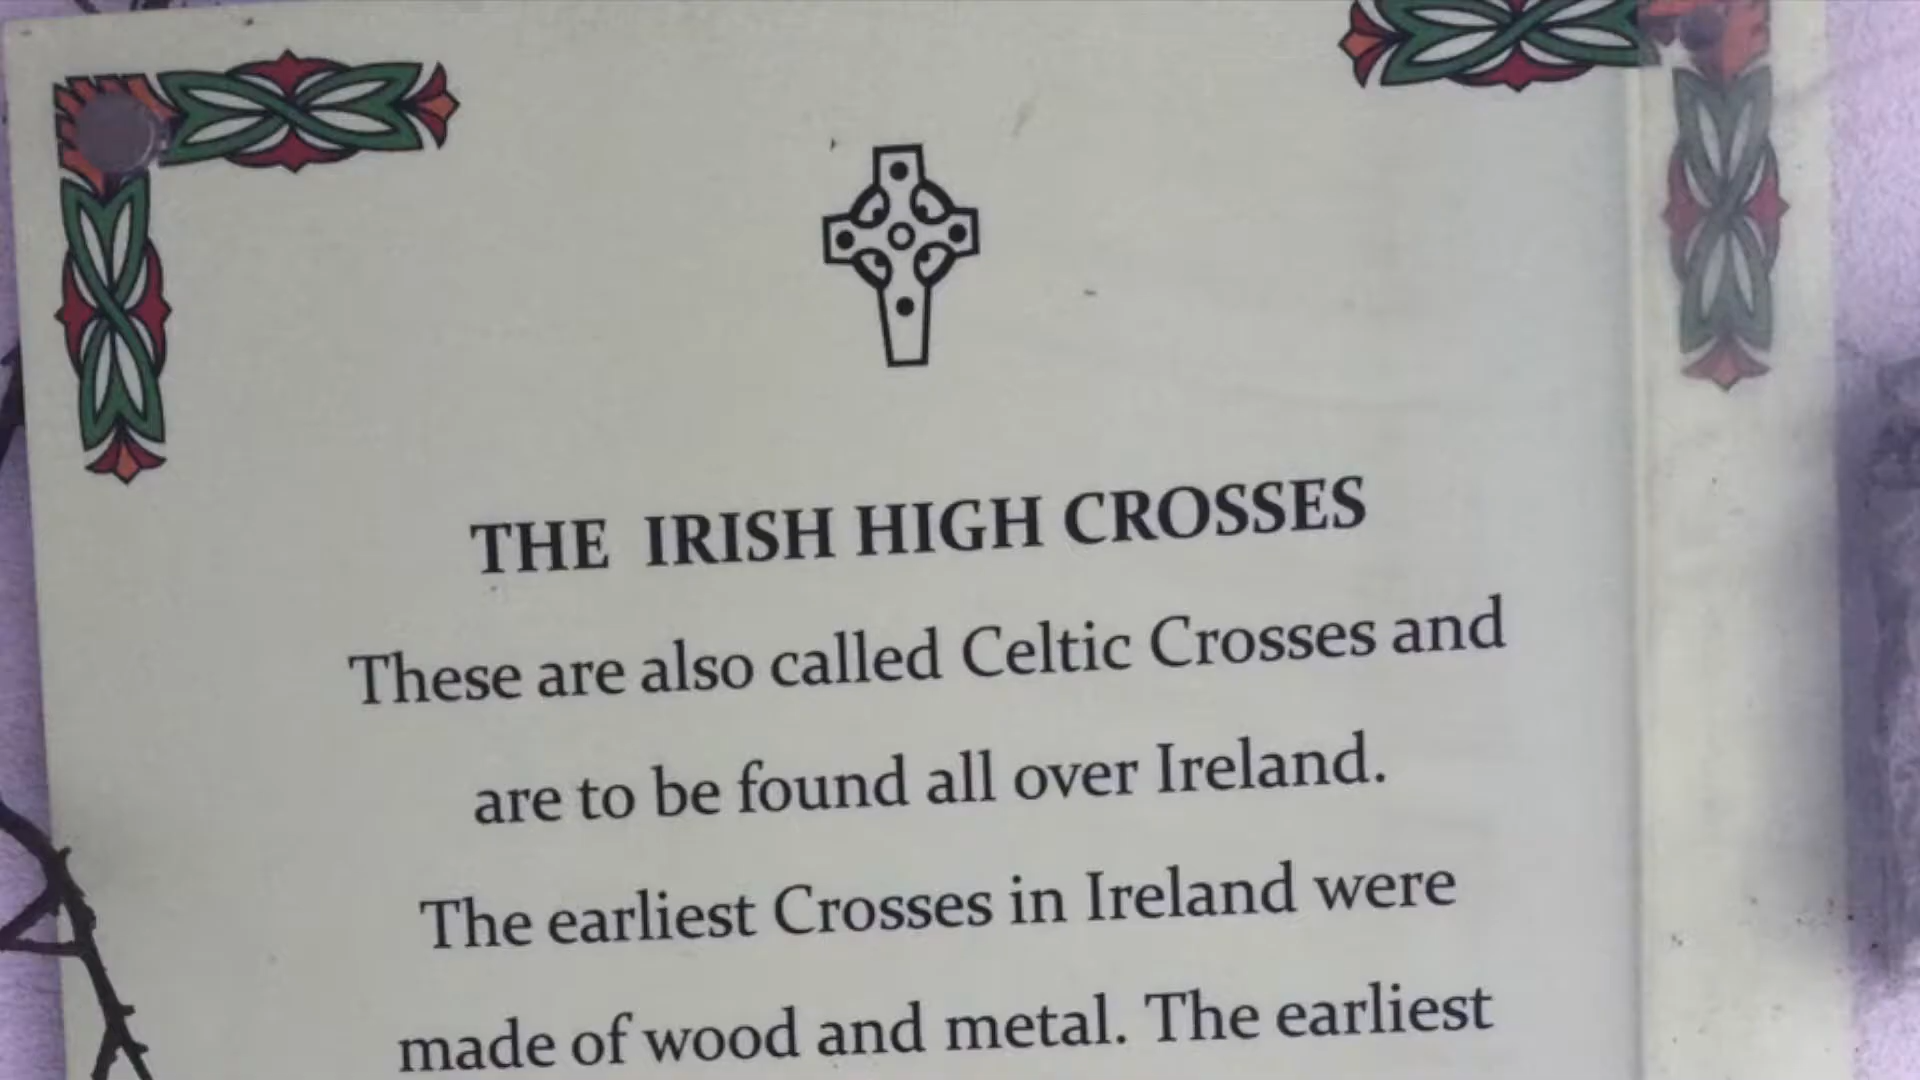 THE IRISH HIGH CROSSES
These are also called Celtic Crosses and
are to be found all over Ireland.
The earliest Crosses in Ireland were
made of wood and metal. The earliest